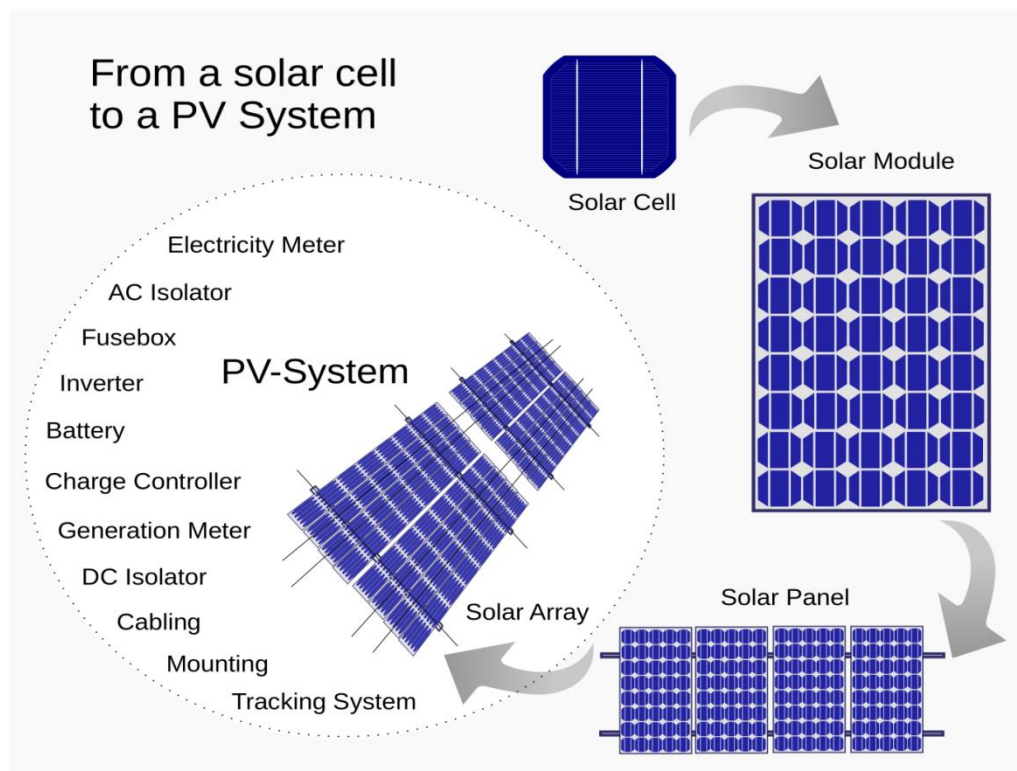 From a solar cell
to a PV System
Solar Cell
Solar Module
Solar Panel
Solar Array
PV-System
Electricity Meter
AC Isolator
Fusebox
Inverter
Battery
Charge Controller
Generation Meter
DC Isolator
Cabling
Mounting
Tracking System